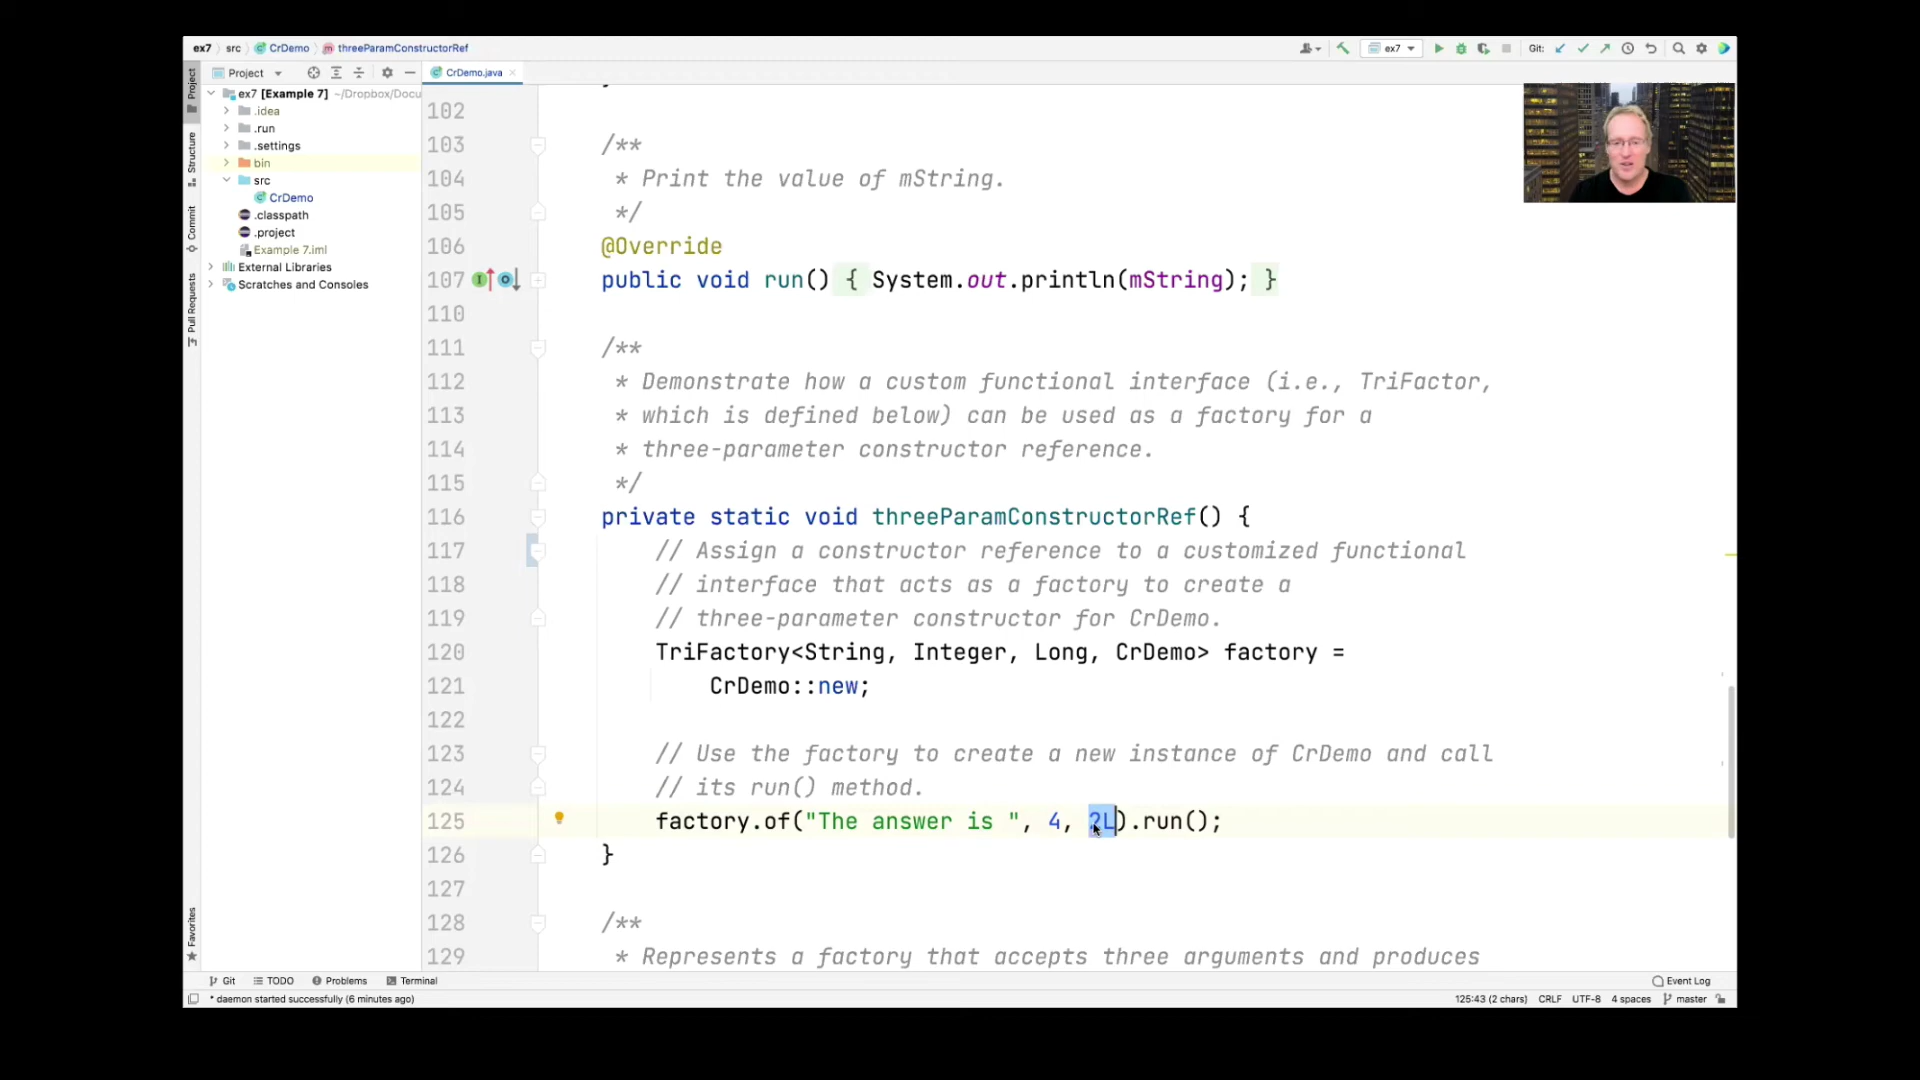 ex7 src CrDemo threeParamConstructorRef ex7 Git:
Project CrDemo.java
ex7 [Example 7] ~/Dropbox/Docu
.idea
.run
.settings
bin
src
CrDemo
.classpath
.project
Example 7.iml
External Libraries
Scratches and Consoles
Project
Structure
Commit
Pull Requests
Favorites
102
103 /**
104 * Print the value of mString.
105 */
106 @Override
107 public void run() { System.out.println(mString); }
110
111 /**
112 * Demonstrate how a custom functional interface (i.e., TriFactor,
113 * which is defined below) can be used as a factory for a
114 * three-parameter constructor reference.
115 */
116 private static void threeParamConstructorRef() {
117 // Assign a constructor reference to a customized functional
118 // interface that acts as a factory to create a
119 // three-parameter constructor for CrDemo.
120 TriFactory<String, Integer, Long, CrDemo> factory =
121 CrDemo::new;
122
123 // Use the factory to create a new instance of CrDemo and call
124 // its run() method.
125 factory.of("The answer is ", 4, 2L).run();
126 }
127
128 /**
129 * Represents a factory that accepts three arguments and produces
Git TODO Problems Terminal Event Log
* daemon started successfully (6 minutes ago) 125:43 (2 chars) CRLF UTF-8 4 spaces master